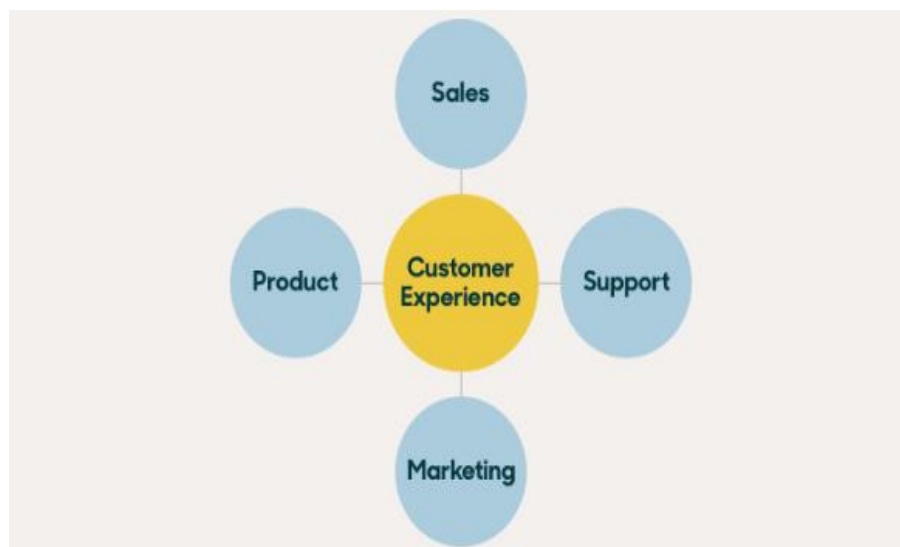 Sales
Product
Customer
Experience
Support
Marketing